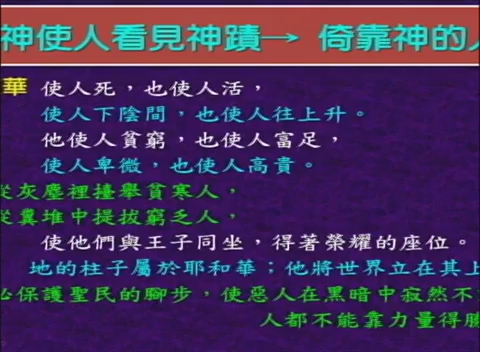 神使人看見神蹟→ 倚靠神的人
華 使人死，也使人活，
使人下陰間，也使人往上升。
他使人貧窮，也使人富足，
使人卑微，也使人高貴。
從灰塵裡抬舉貧寒人，
從糞堆中提拔窮乏人，
使他們與王子同坐，得著榮耀的座位。
地的柱子屬於耶和華；他將世界立在其上
必保護聖民的腳步，使惡人在黑暗中寂然不
人都不能靠力量得勝